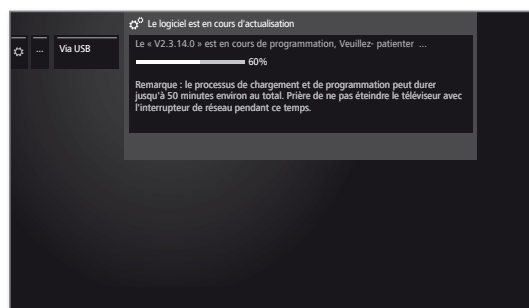 Le logiciel est en cours d'actualisation
... Via USB
Le « V2.3.14.0 » est en cours de programmation, Veuillez- patienter ...
60%
Remarque : le processus de chargement et de programmation peut durer
jusqu'à 50 minutes environ au total. Prière de ne pas éteindre le téléviseur avec
l'interrupteur de réseau pendant ce temps.